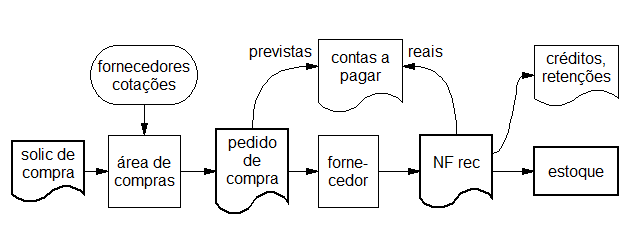 previstas
contas a
pagar
reais
créditos,
retenções
fornecedores
cotações
solic de
compra
área de
compras
pedido
de
compra
forne-
cedor
NF rec
estoque